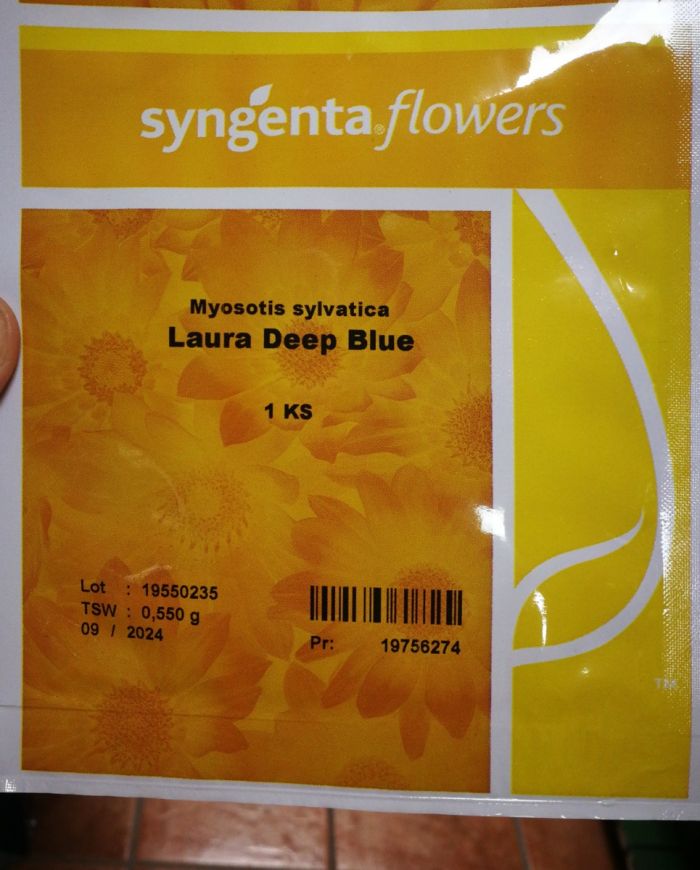 syngenta® flowers
Myosotis sylvatica
Laura Deep Blue
1 KS
Lot : 19550235
TSW : 0,550 g
09 / 2024
Pr: 19756274
TM